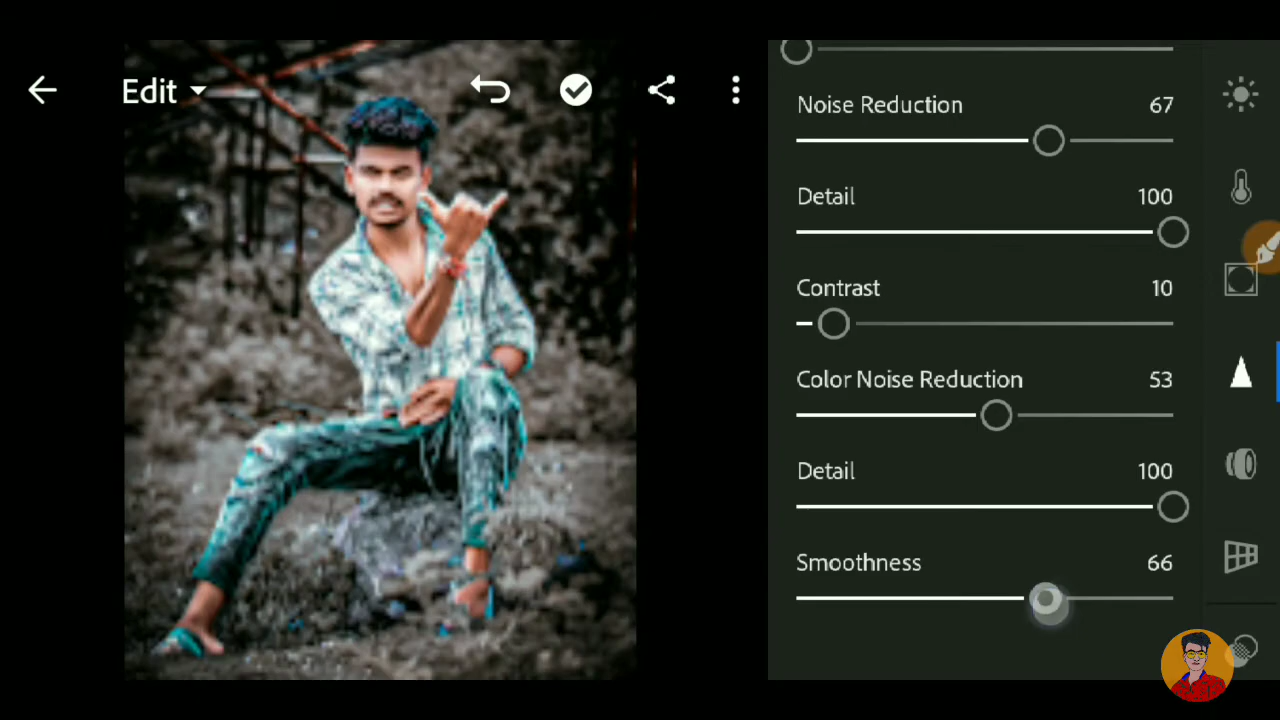 Edit
Noise Reduction 67
Detail 100
Contrast 10
Color Noise Reduction 53
Detail 100
Smoothness 66